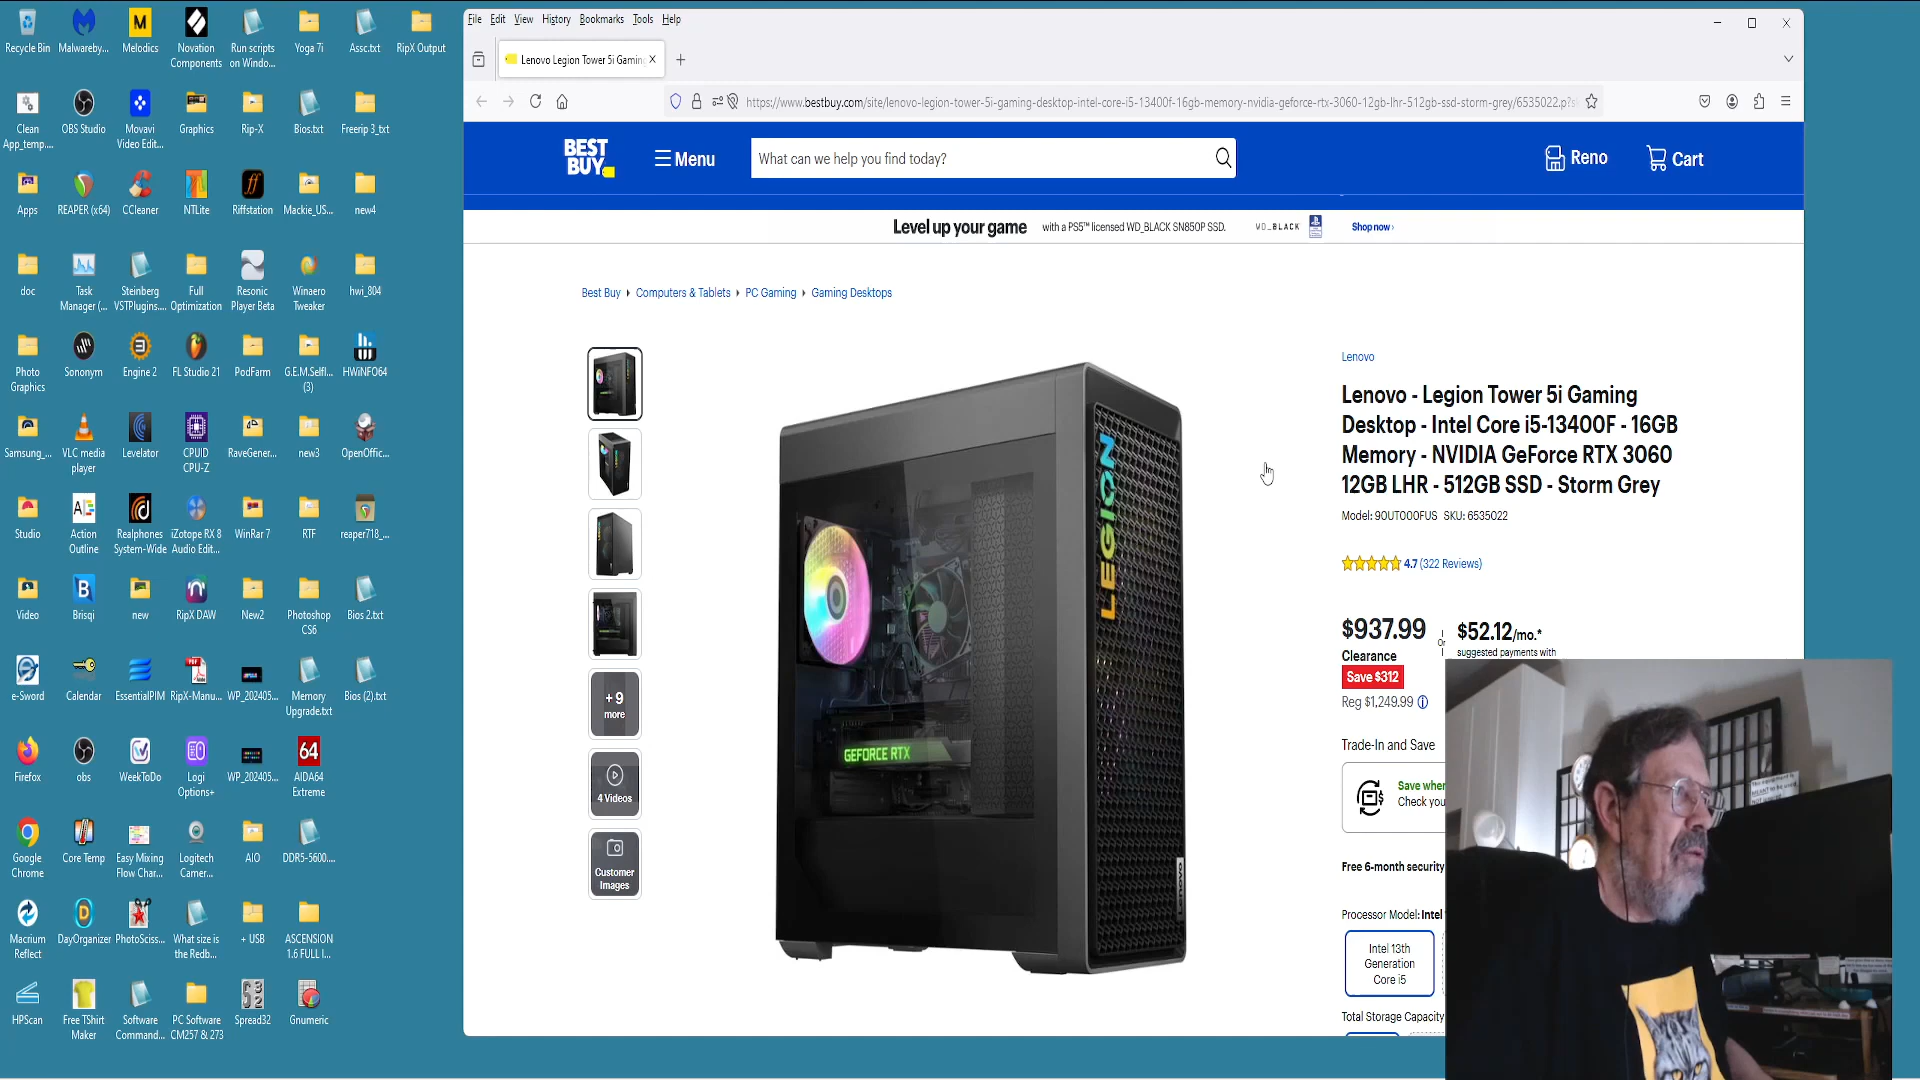 Recycle Bin
Malwareby...
Melodics
Novation
Components
Run scripts
on Windo...
Yoga 7i
Assc.txt
RipX Output
Clean
App_temp....
OBS Studio
Movavi
Video Edit...
Graphics
Rip-X
Bios.txt
Freerip 3_txt
Apps
REAPER (x64)
CCleaner
NTLite
Riffstation
Mackie_US...
new4
doc
Task
Manager (...
Steinberg
VSTPlugins....
Full
Optimization
Resonic
Player Beta
Winaero
Tweaker
hwi_804
Photo
Graphics
Sononym
Engine 2
FL Studio 21
PodFarm
G.E.M.Selfl...
(3)
HWiNFO64
Samsung_...
VLC media
player
Levelator
CPUID
CPU-Z
RaveGener...
new3
OpenOffic...
Studio
Action
Outline
Realphones
System-Wide
iZotope RX 8
Audio Edit...
WinRar 7
RTF
reaper718_...
Video
Brisqi
new
RipX DAW
New2
Photoshop
CS6
Bios 2.txt
e-Sword
Calendar
EssentialPIM
RipX-Manu...
WP_202405...
Memory
Upgrade.txt
Bios (2).txt
Firefox
obs
WeekToDo
Logi
Options+
WP_202405...
64
AIDA64
Extreme
Google
Chrome
Core Temp
Easy Mixing
Flow Char...
Logitech
Camer...
AIO
DDR5-5600....
Macrium
Reflect
DayOrganizer
PhotoSciss...
What size is
the Redb...
+ USB
ASCENSION
1.6 FULL I...
HPScan
Free TShirt
Maker
Software
Command...
PC Software
CM257 & 273
Spread32
Gnumeric
File Edit View History Bookmarks Tools Help
Lenovo Legion Tower 5i Gaming
https://www.bestbuy.com/site/lenovo-legion-tower-5i-gaming-desktop-intel-core-i5-13400f-16gb-memory-nvidia-geforce-rtx-3060-12gb-lhr-512gb-ssd-storm-grey/6535022.p?s
BEST
BUY
Menu
What can we help you find today?
Reno
Cart
Level up your game with a PS5™ licensed WD_BLACK SN850P SSD. WD_BLACK Shop now
Best Buy Computers & Tablets PC Gaming Gaming Desktops
+ 9
more
4 Videos
Customer
Images
LEGION
GEFORCE RTX
Lenovo
Lenovo
Lenovo - Legion Tower 5i Gaming
Desktop - Intel Core i5-13400F - 16GB
Memory - NVIDIA GeForce RTX 3060
12GB LHR - 512GB SSD - Storm Grey
Model: 90UT000FUS SKU: 6535022
4.7 (322 Reviews)
$937.99
Clearance
Save $312
Reg $1,249.99
Or
$52.12/mo.*
suggested payments with
Trade-In and Save
Save when
Check you
Free 6-month security
Processor Model: Intel
Intel 13th
Generation
Core i5
Total Storage Capacity